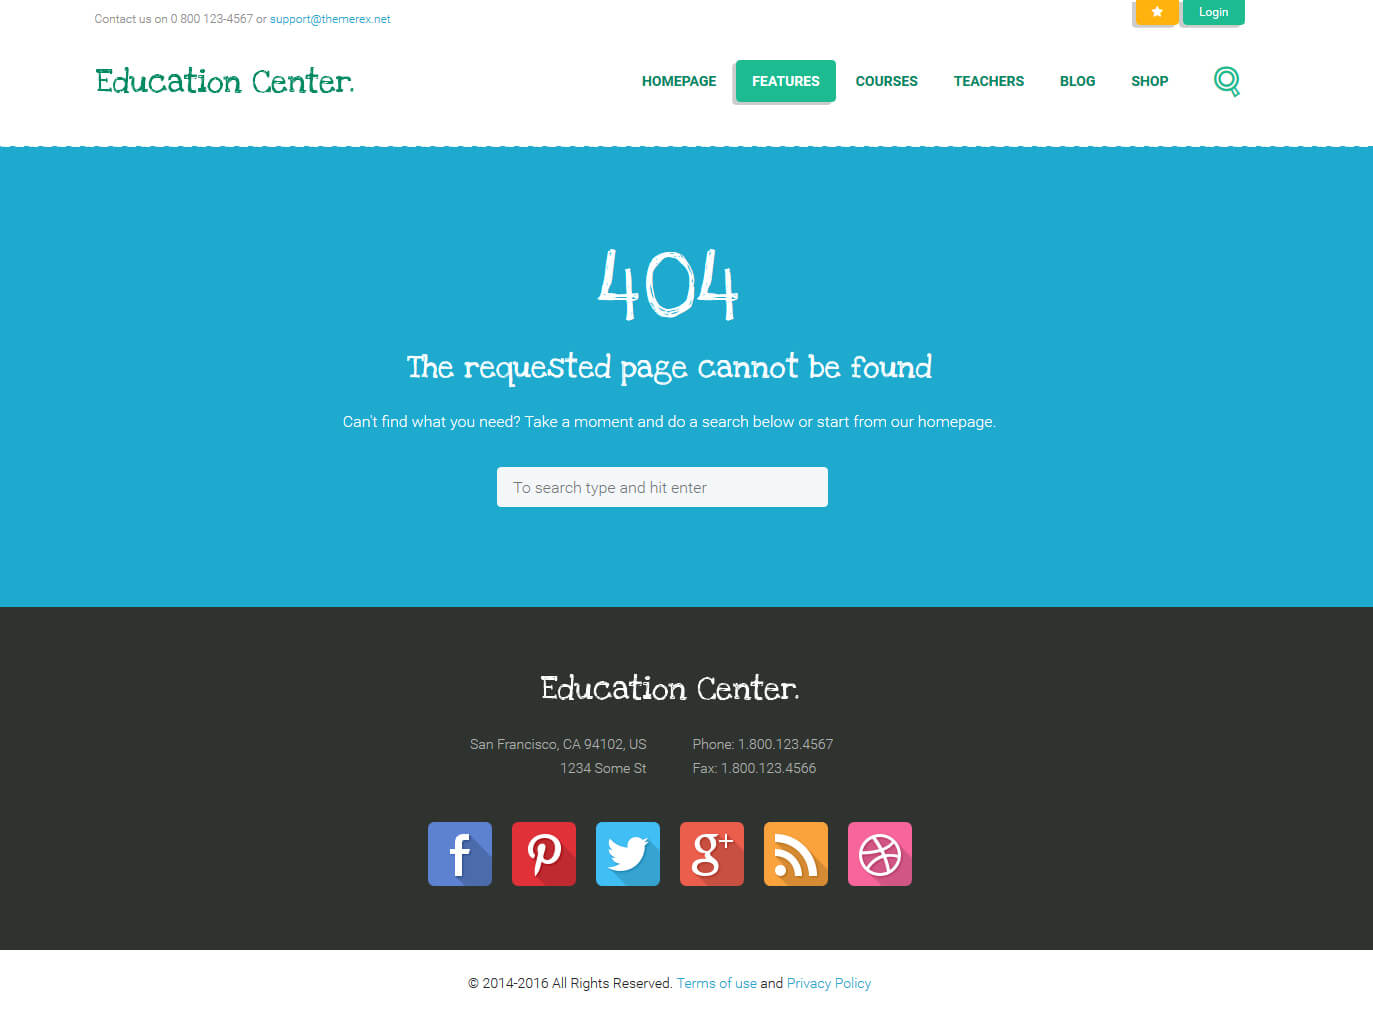 Contact us on 0 800 123-4567 or support@themerex.net
Login
Education Center.
HOMEPAGE FEATURES COURSES TEACHERS BLOG SHOP
404
The requested page cannot be found
Can't find what you need? Take a moment and do a search below or start from our homepage.
To search type and hit enter
Education Center.
San Francisco, CA 94102, US Phone: 1.800.123.4567
1234 Some St Fax: 1.800.123.4566
© 2014-2016 All Rights Reserved. Terms of use and Privacy Policy